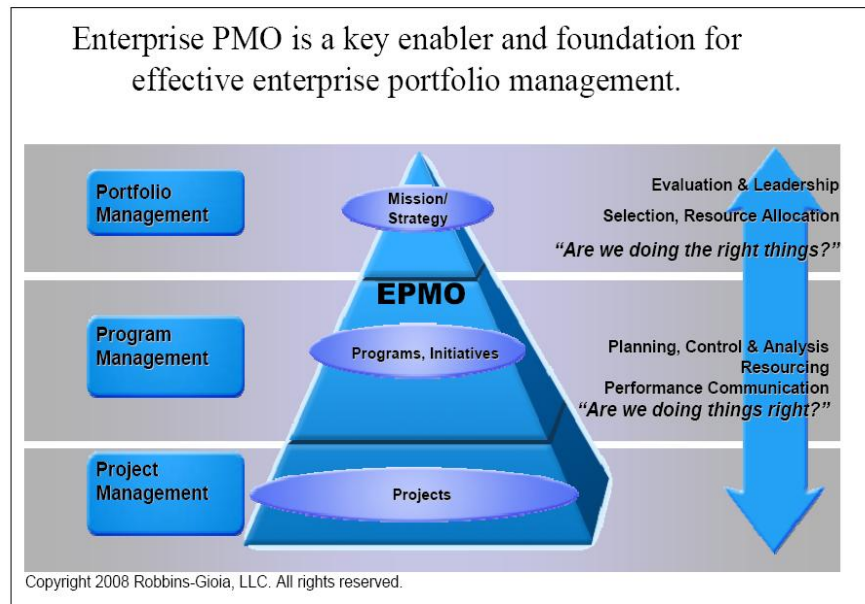 Enterprise PMO is a key enabler and foundation for
effective enterprise portfolio management.
Portfolio
Management
Mission/
Strategy
Evaluation & Leadership
Selection, Resource Allocation
“Are we doing the right things?”
EPMO
Program
Management
Programs, Initiatives
Planning, Control & Analysis
Resourcing
Performance Communication
“Are we doing things right?”
Project
Management
Projects
Copyright 2008 Robbins-Gioia, LLC. All rights reserved.